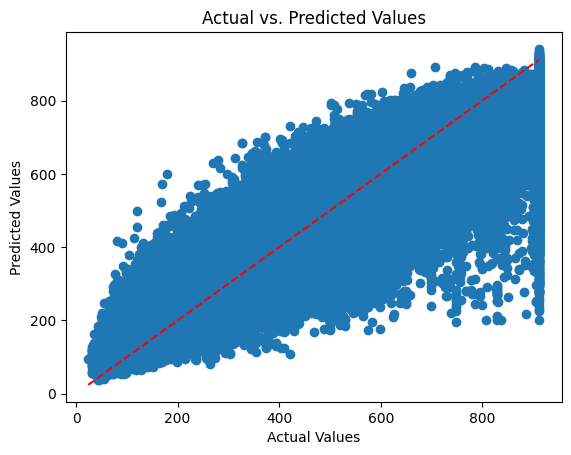 Actual vs. Predicted Values
Predicted Values
800
600
400
200
0
0 200 400 600 800
Actual Values